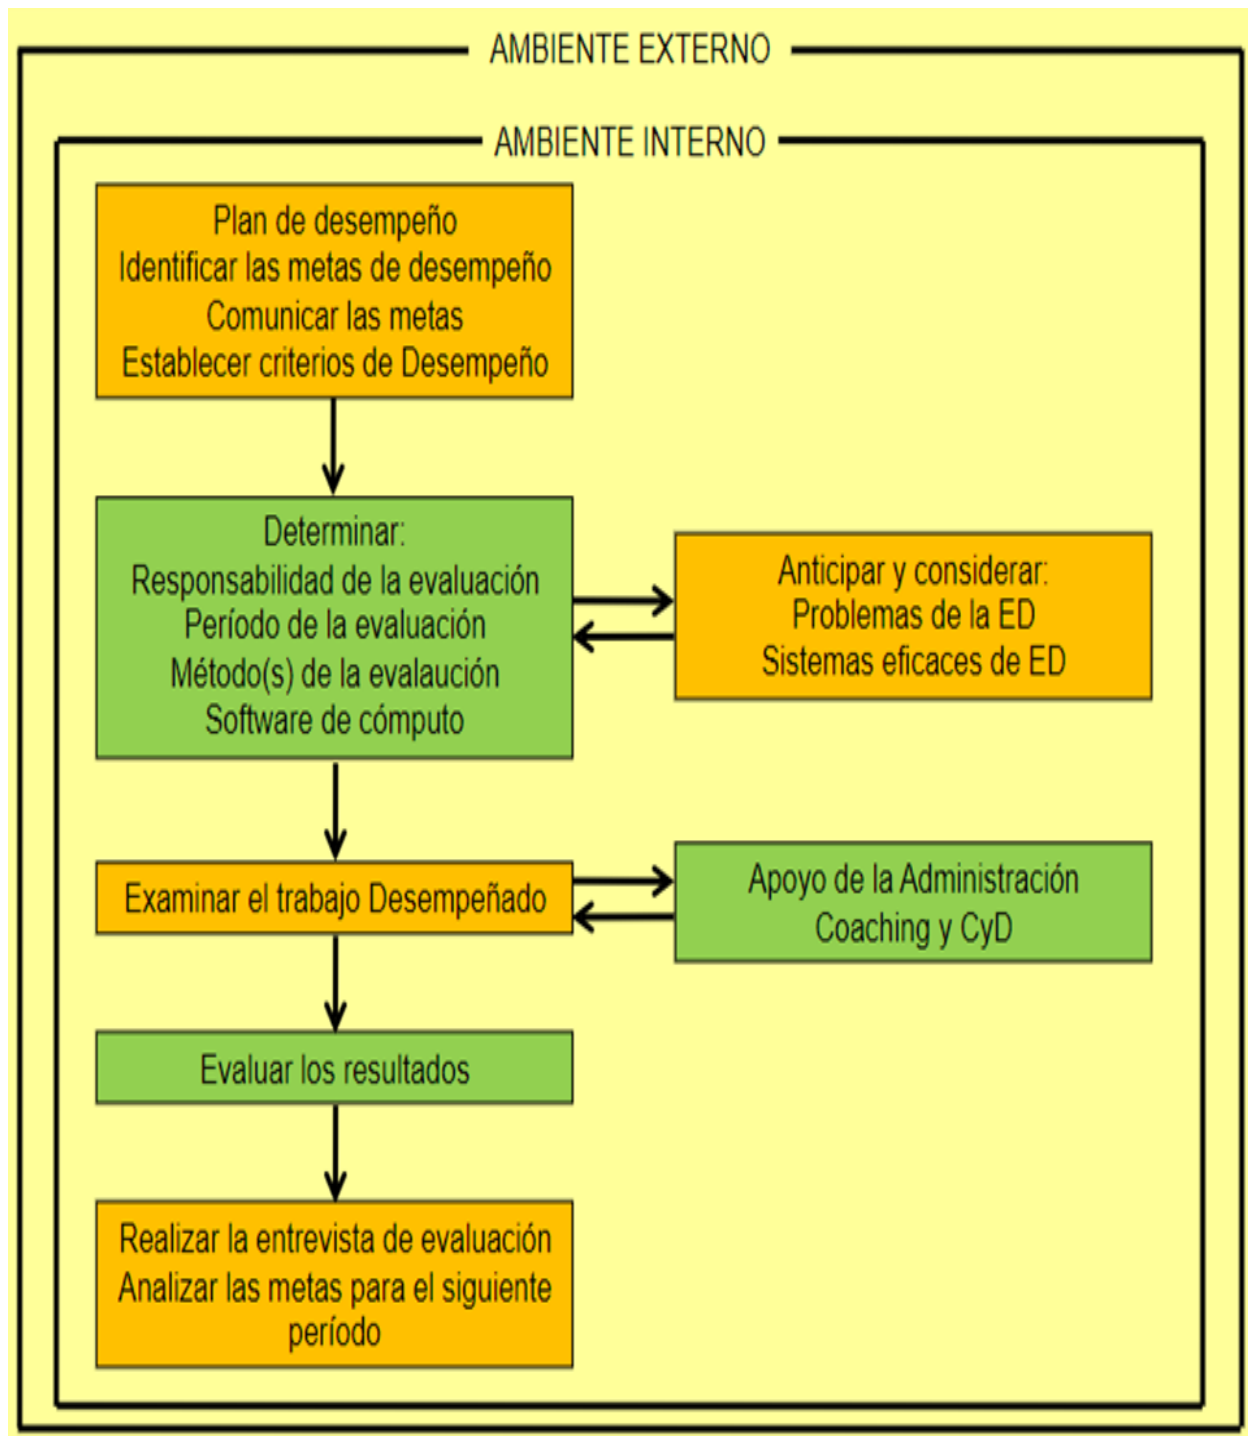 AMBIENTE EXTERNO
AMBIENTE INTERNO
Plan de desempeño
Identificar las metas de desempeño
Comunicar las metas
Establecer criterios de Desempeño
Determinar:
Responsabilidad de la evaluación
Período de la evaluación
Método(s) de la evalaución
Software de cómputo
Anticipar y considerar:
Problemas de la ED
Sistemas eficaces de ED
Examinar el trabajo Desempeñado
Apoyo de la Administración
Coaching y CyD
Evaluar los resultados
Realizar la entrevista de evaluación
Analizar las metas para el siguiente
período